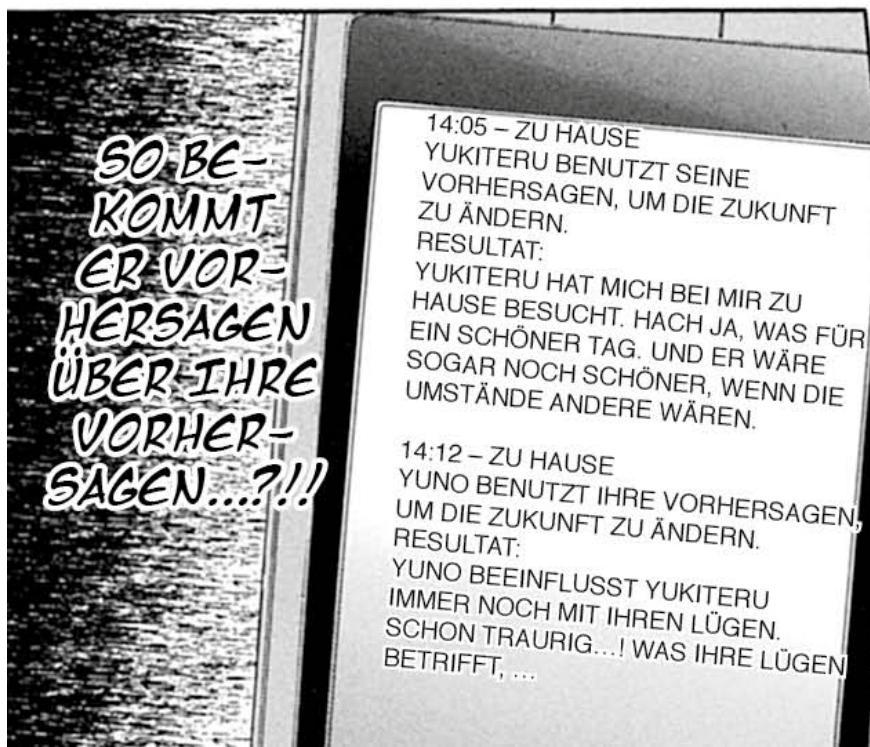 SO BE-
KOMMT
ER VOR-
HERSAGEN
ÜBER IHRE
VORHER-
SAGEN...?!!
14:05 – ZU HAUSE
YUKITERU BENUTZT SEINE
VORHERSAGEN, UM DIE ZUKUNFT
ZU ÄNDERN.
RESULTAT:
YUKITERU HAT MICH BEI MIR ZU
HAUSE BESUCHT. HACH JA, WAS FÜR
EIN SCHÖNER TAG. UND ER WÄRE
SOGAR NOCH SCHÖNER, WENN DIE
UMSTÄNDE ANDERE WÄREN.
14:12 – ZU HAUSE
YUNO BENUTZT IHRE VORHERSAGEN,
UM DIE ZUKUNFT ZU ÄNDERN.
RESULTAT:
YUNO BEEINFLUSST YUKITERU
IMMER NOCH MIT IHREN LÜGEN.
SCHON TRAURIG...! WAS IHRE LÜGEN
BETRIFFT, ...